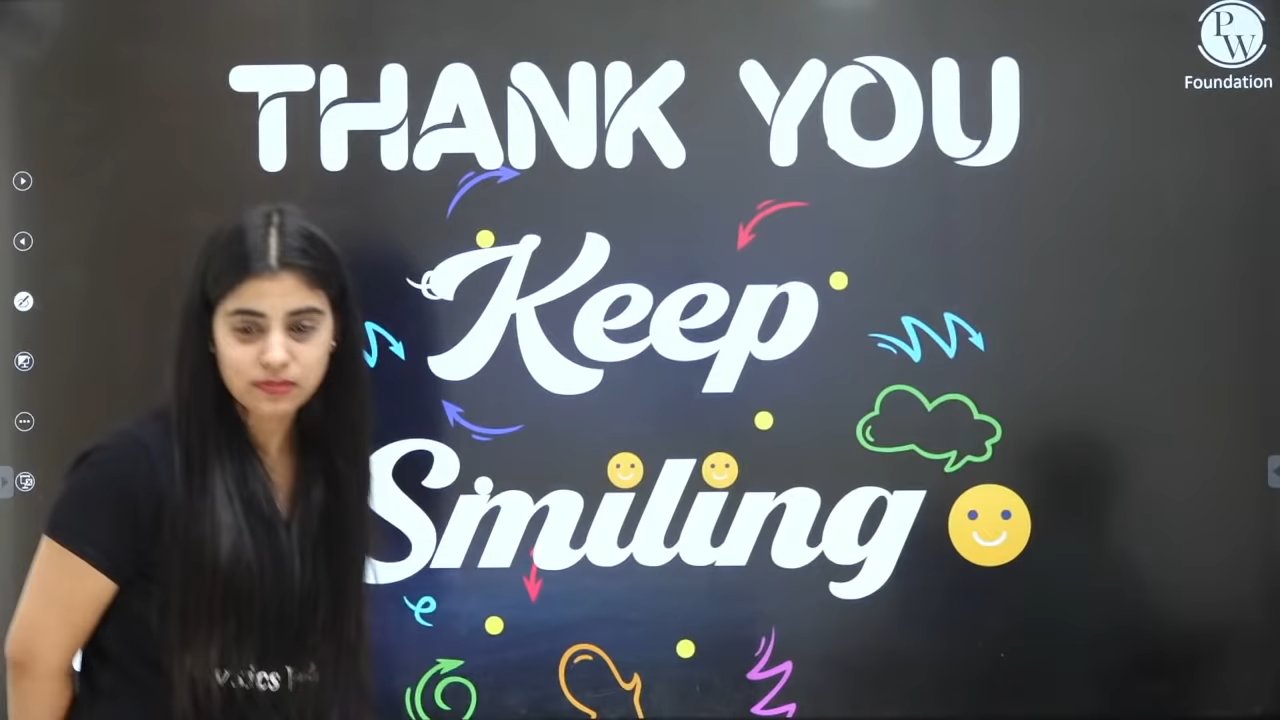 PW
Foundation
THANK YOU
Keep
Smiling